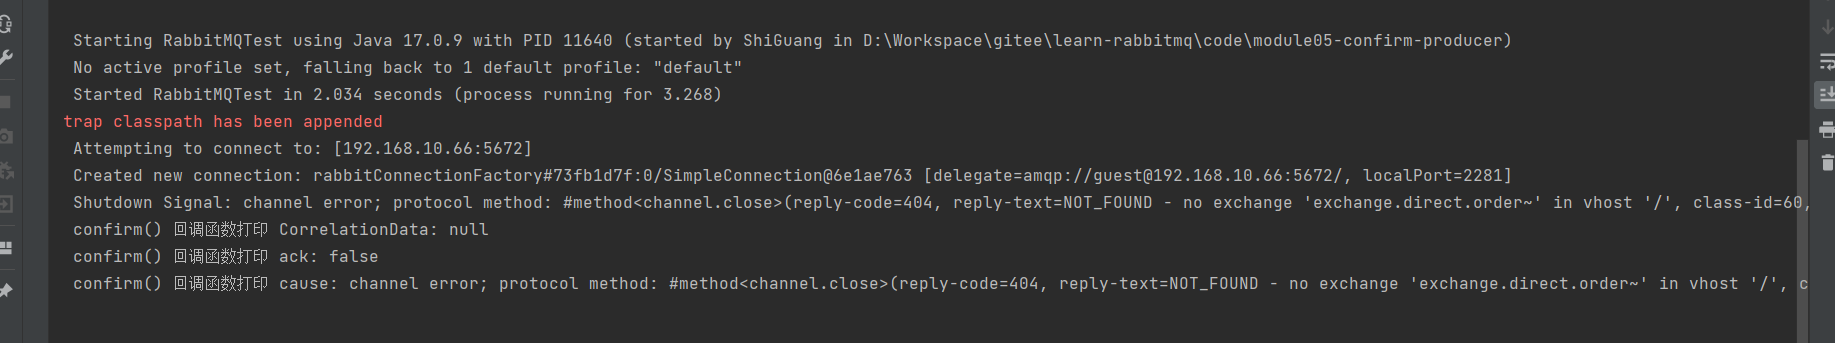 Starting RabbitMQTest using Java 17.0.9 with PID 11640 (started by ShiGuang in D:\Workspace\gitee\learn-rabbitmq\code\module05-confirm-producer)
No active profile set, falling back to 1 default profile: "default"
Started RabbitMQTest in 2.034 seconds (process running for 3.268)
trap classpath has been appended
Attempting to connect to: [192.168.10.66:5672]
Created new connection: rabbitConnectionFactory#73fb1d7f:0/SimpleConnection@6e1ae763 [delegate=amqp://guest@192.168.10.66:5672/, localPort=2281]
Shutdown Signal: channel error; protocol method: #method<channel.close>(reply-code=404, reply-text=NOT_FOUND - no exchange 'exchange.direct.order~' in vhost '/', class-id=60,
confirm() 回调函数打印 CorrelationData: null
confirm() 回调函数打印 ack: false
confirm() 回调函数打印 cause: channel error; protocol method: #method<channel.close>(reply-code=404, reply-text=NOT_FOUND - no exchange 'exchange.direct.order~' in vhost '/', c